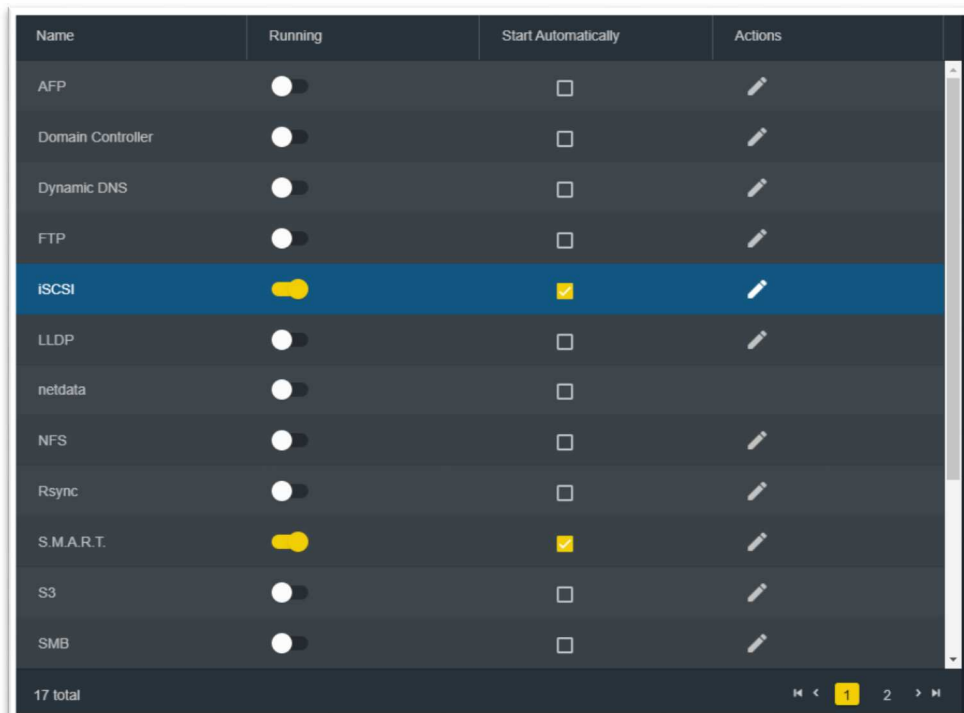 Name Running Start Automatically Actions
AFP
Domain Controller
Dynamic DNS
FTP
iSCSI
LLDP
netdata
NFS
Rsync
S.M.A.R.T.
S3
SMB
17 total 1 2